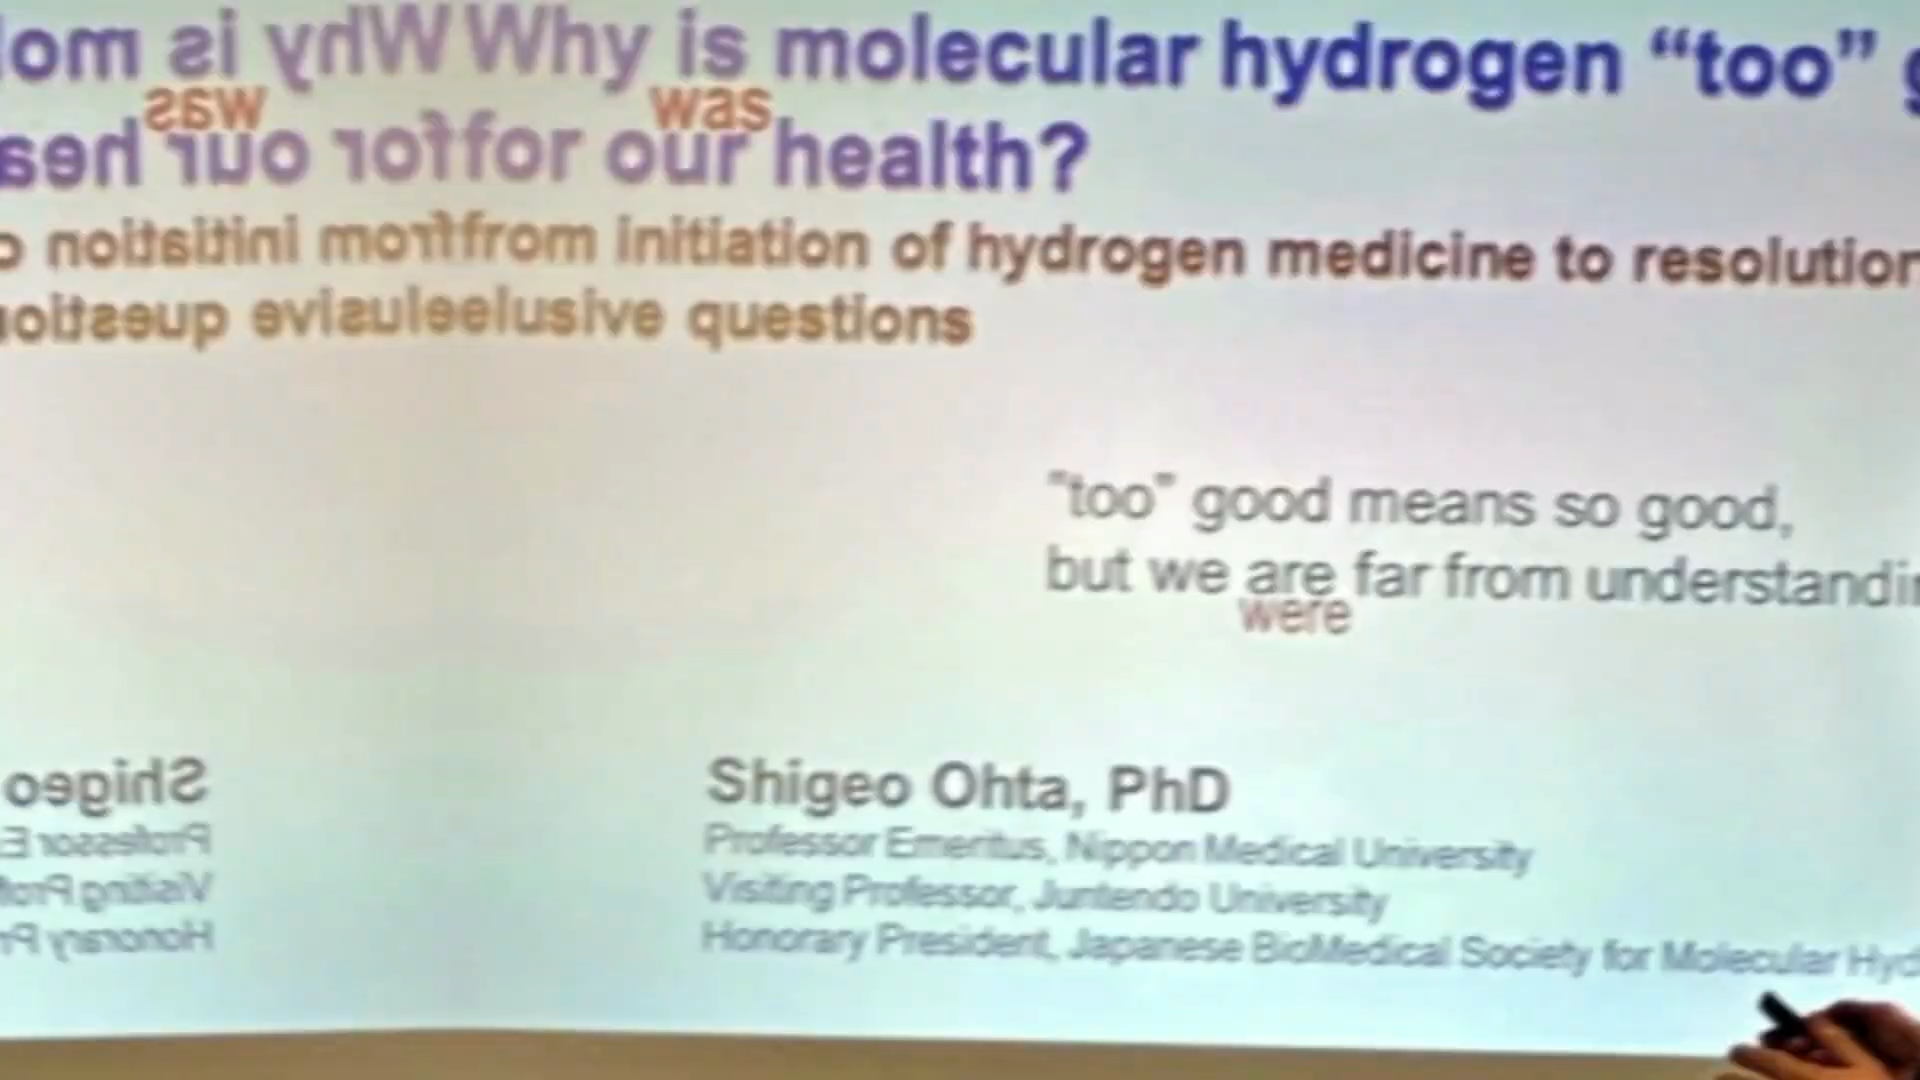 Why is molecular hydrogen “too”
was
for our health?
from initiation of hydrogen medicine to resolution
elusive questions
"too" good means so good,
but we are far from
were
Shigeo Ohta, PhD
Professor Emeritus, Nippon Medical University
Visiting Professor, Juntendo University
Honorary President, Japanese BioMedical Society for Molecular